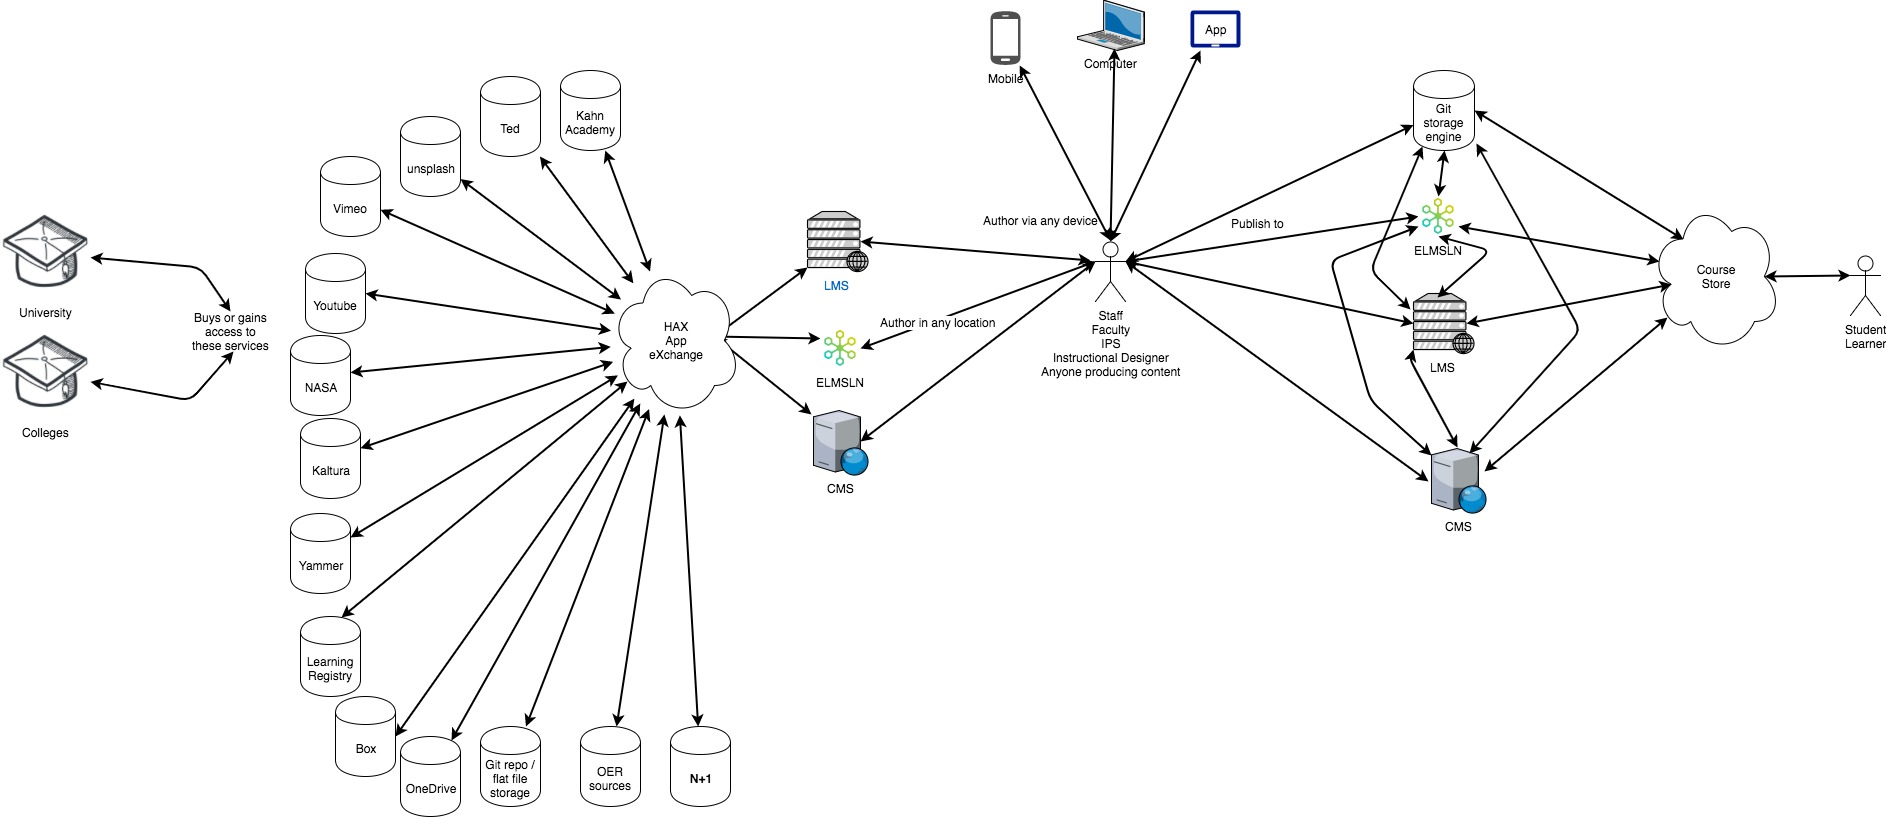 University
Colleges
Buys or gains
access to
these services
Kahn
Academy
Ted
unsplash
Vimeo
Youtube
NASA
Kaltura
Yammer
Learning
Registry
Box
OneDrive
Git repo /
flat file
storage
OER
sources
N+1
HAX
App
eXchange
LMS
ELMSLN
CMS
Author in any location
Mobile
Computer
App
Author via any device
Staff
Faculty
IPS
Instructional Designer
Anyone producing content
Publish to
Git
storage
engine
ELMSLN
LMS
CMS
Course
Store
Student
Learner